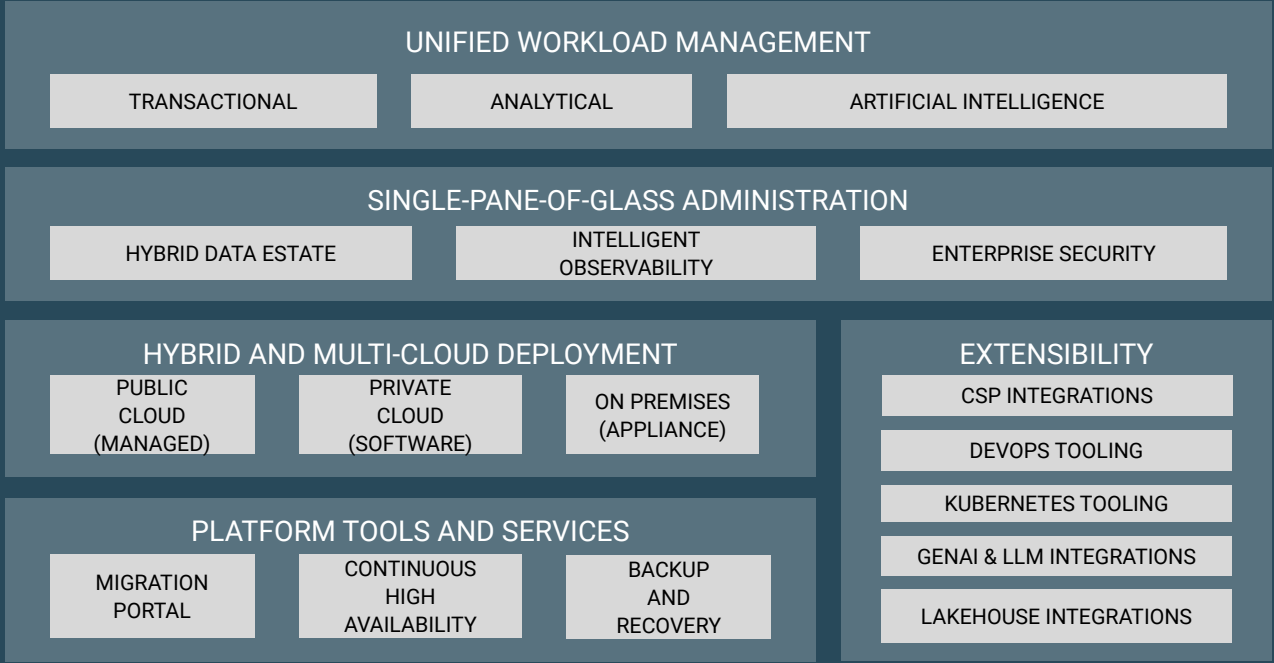 UNIFIED WORKLOAD MANAGEMENT
TRANSACTIONAL
ANALYTICAL
ARTIFICIAL INTELLIGENCE
SINGLE-PANE-OF-GLASS ADMINISTRATION
HYBRID DATA ESTATE
INTELLIGENT
OBSERVABILITY
ENTERPRISE SECURITY
HYBRID AND MULTI-CLOUD DEPLOYMENT
PUBLIC
CLOUD
(MANAGED)
PRIVATE
CLOUD
(SOFTWARE)
ON PREMISES
(APPLIANCE)
PLATFORM TOOLS AND SERVICES
MIGRATION
PORTAL
CONTINUOUS
HIGH
AVAILABILITY
BACKUP
AND
RECOVERY
EXTENSIBILITY
CSP INTEGRATIONS
DEVOPS TOOLING
KUBERNETES TOOLING
GENAI & LLM INTEGRATIONS
LAKEHOUSE INTEGRATIONS